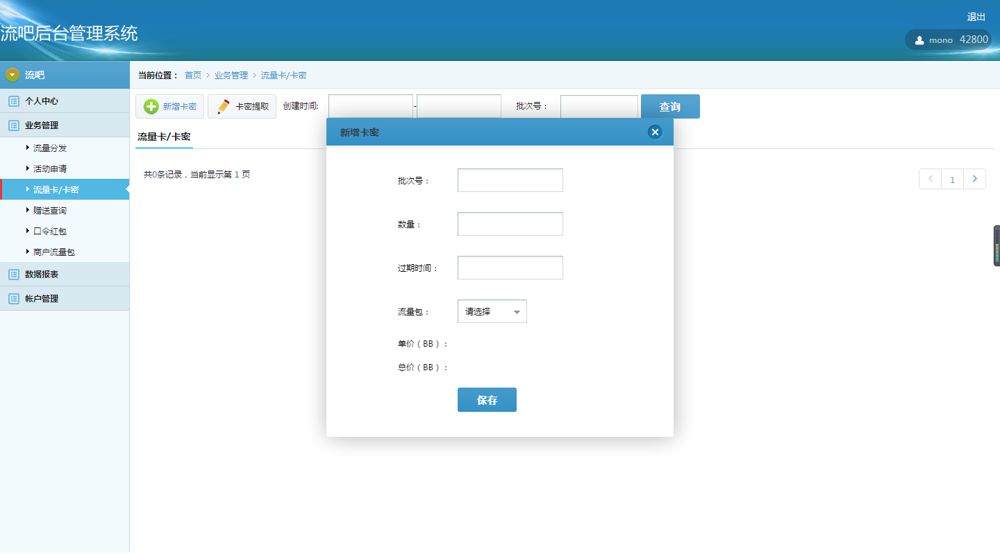 退出
流吧后台管理系统
mono 42800
流吧
当前位置： 首页 > 业务管理 > 流量卡/卡密
个人中心
业务管理
流量分发
活动申请
流量卡/卡密
赠送查询
口令红包
商户流量包
数据报表
帐户管理
新增卡密 卡密提取 创建时间: - 批次号： 查询
流量卡/卡密
共0条记录，当前显示第 1 页
< 1 >
新增卡密
批次号：
数量：
过期时间：
流量包： 请选择
单价（BB）：
总价（BB）：
保存